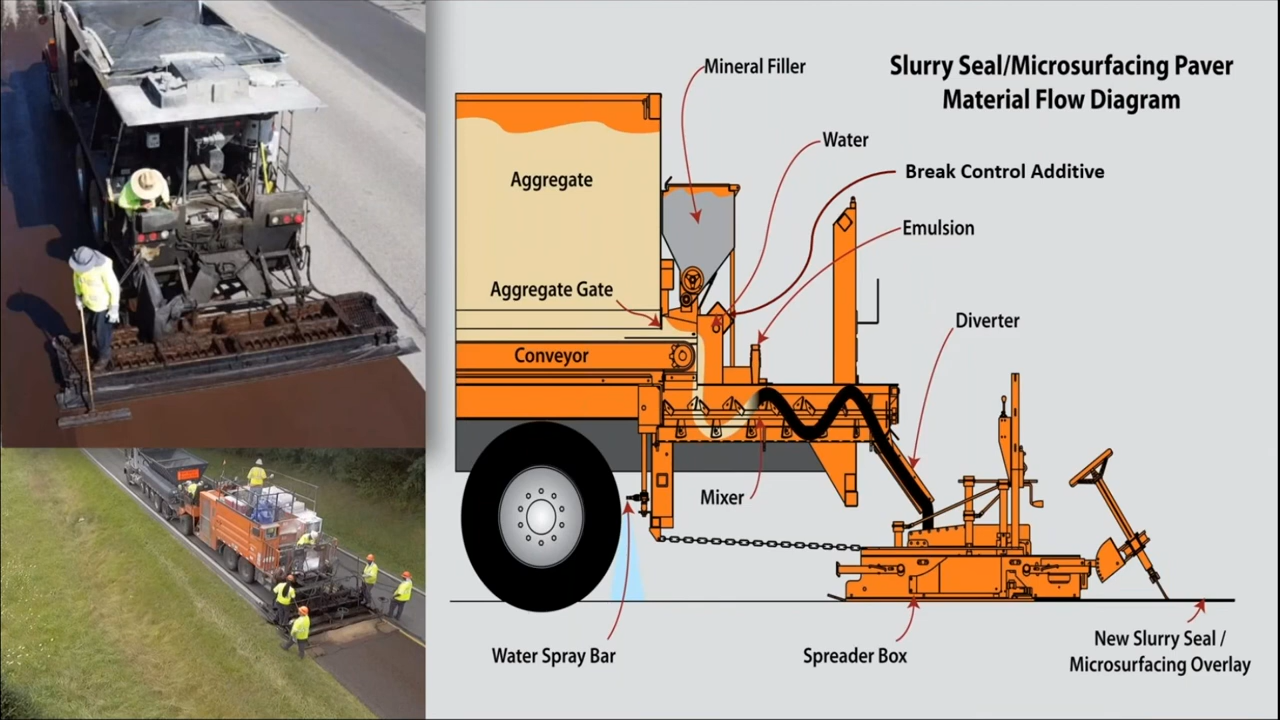 Slurry Seal/Microsurfacing Paver
Material Flow Diagram
Mineral Filler
Water
Break Control Additive
Aggregate
Emulsion
Aggregate Gate
Diverter
Conveyor
Mixer
Water Spray Bar
Spreader Box
New Slurry Seal /
Microsurfacing Overlay